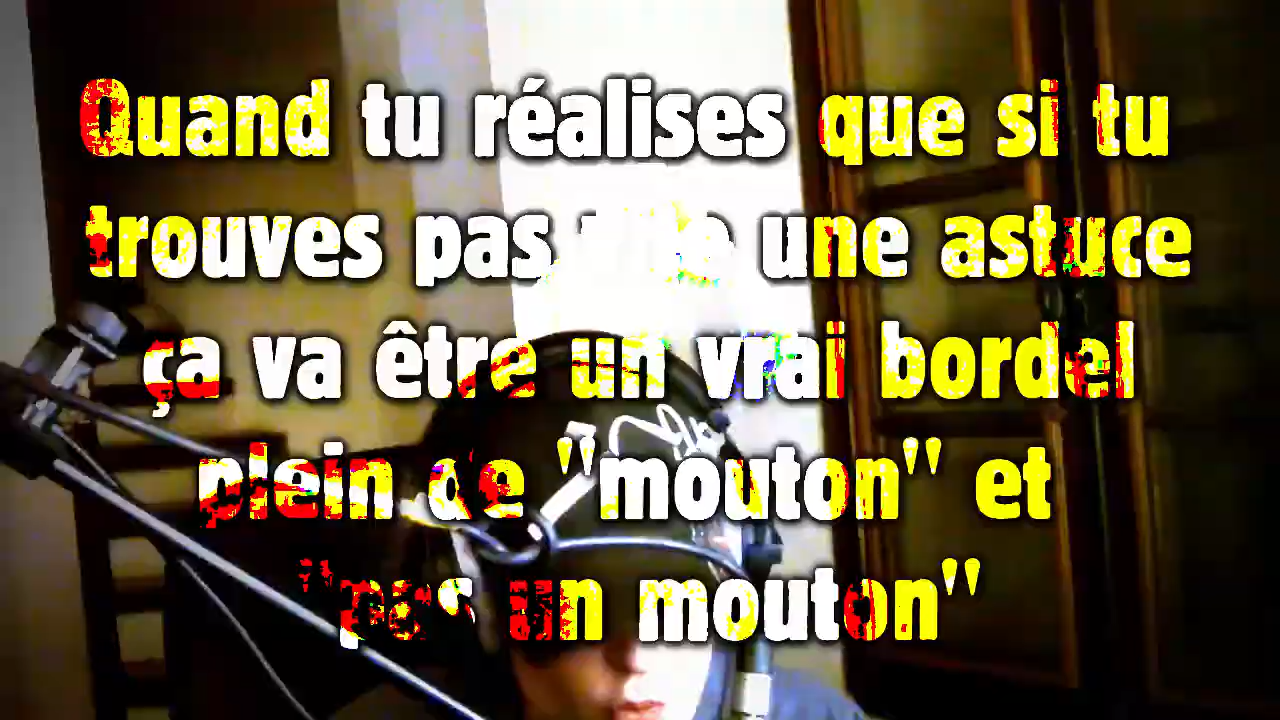 Quand tu réalises que si tu
trouves pas une astuce
ça va être un vrai bordel
plein de "mouton" et
"pas un mouton"